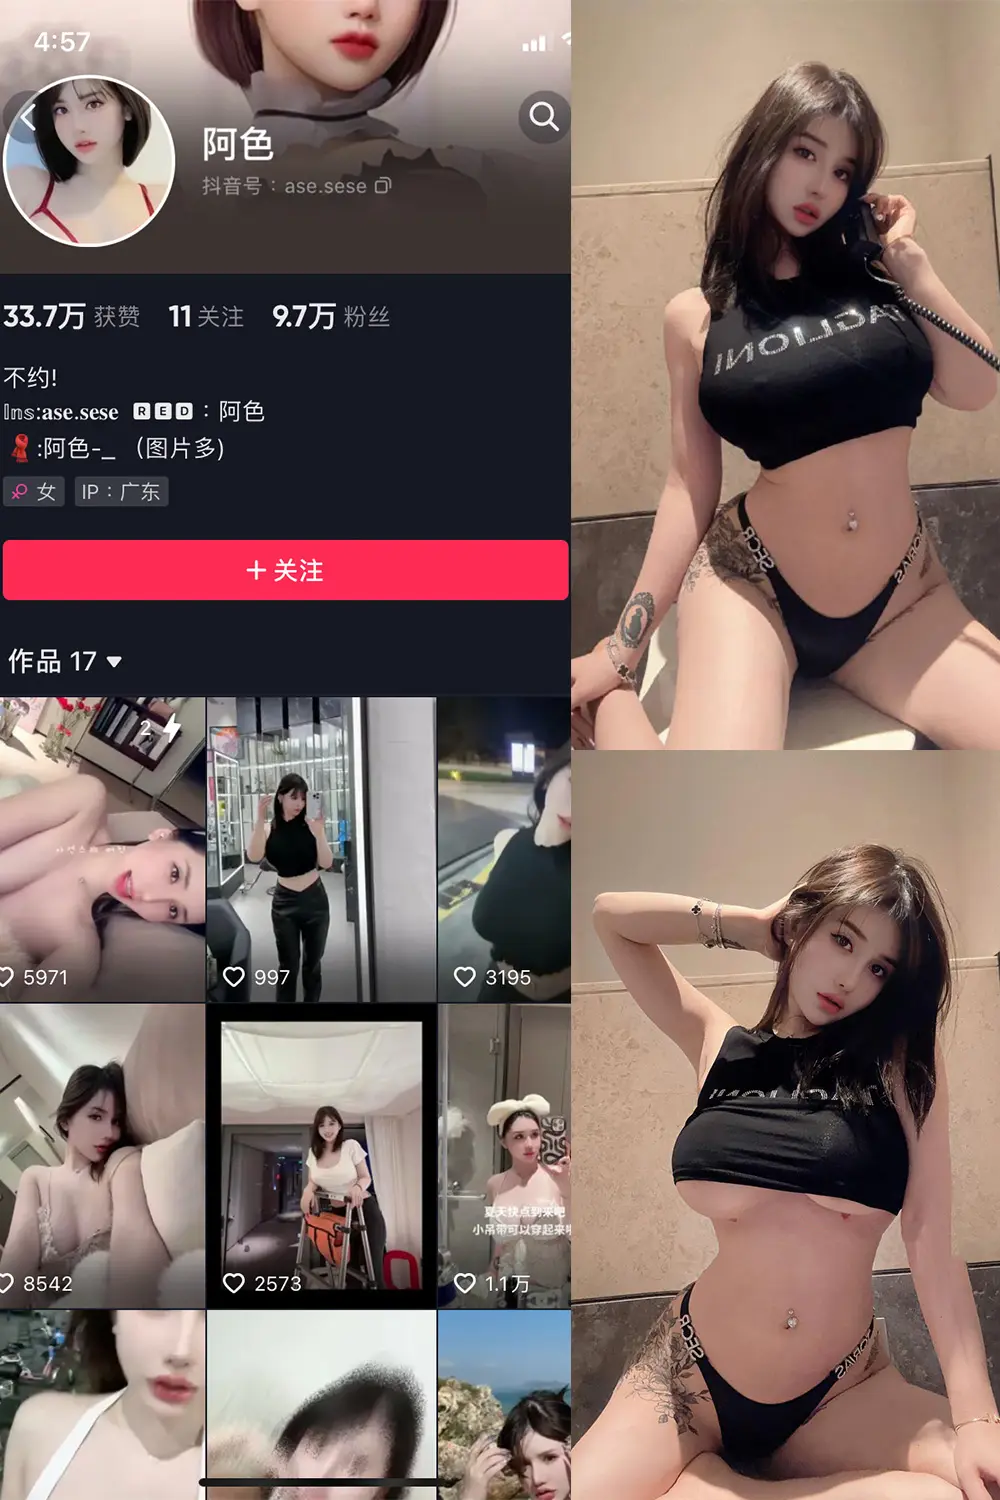 4:57
阿色
抖音号：ase.sese
33.7万 获赞 11 关注 9.7万 粉丝
不约!
Ins:ase.sese RED：阿色
:阿色-_ （图片多）
女 IP：广东
+ 关注
作品 17
2
5971
997
3195
8542
2573
夏天快点到来吧
小吊带可以穿起来
1.1万